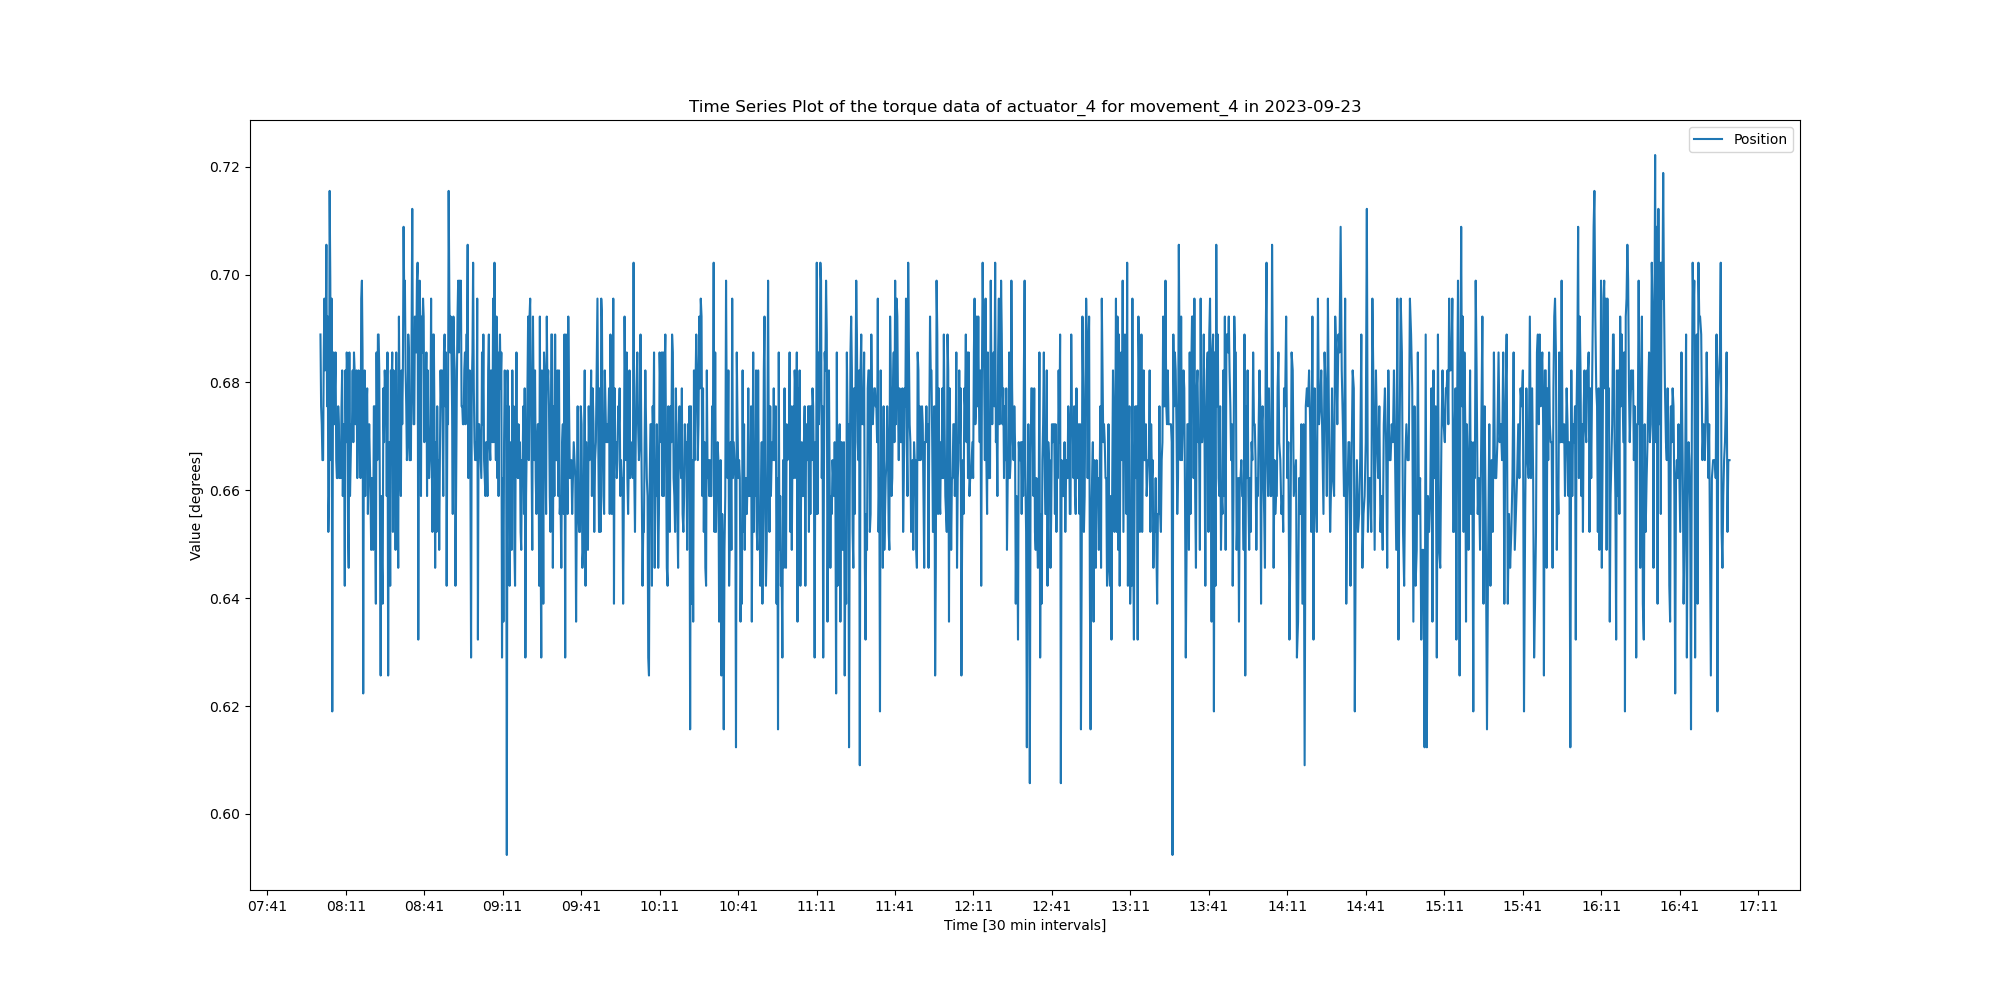 Time Series Plot of the torque data of actuator_4 for movement_4 in 2023-09-23
Position
0.72
0.70
0.68
0.66
0.64
0.62
0.60
Value [degrees]
07:41 08:11 08:41 09:11 09:41 10:11 10:41 11:11 11:41 12:11 12:41 13:11 13:41 14:11 14:41 15:11 15:41 16:11 16:41 17:11
Time [30 min intervals]